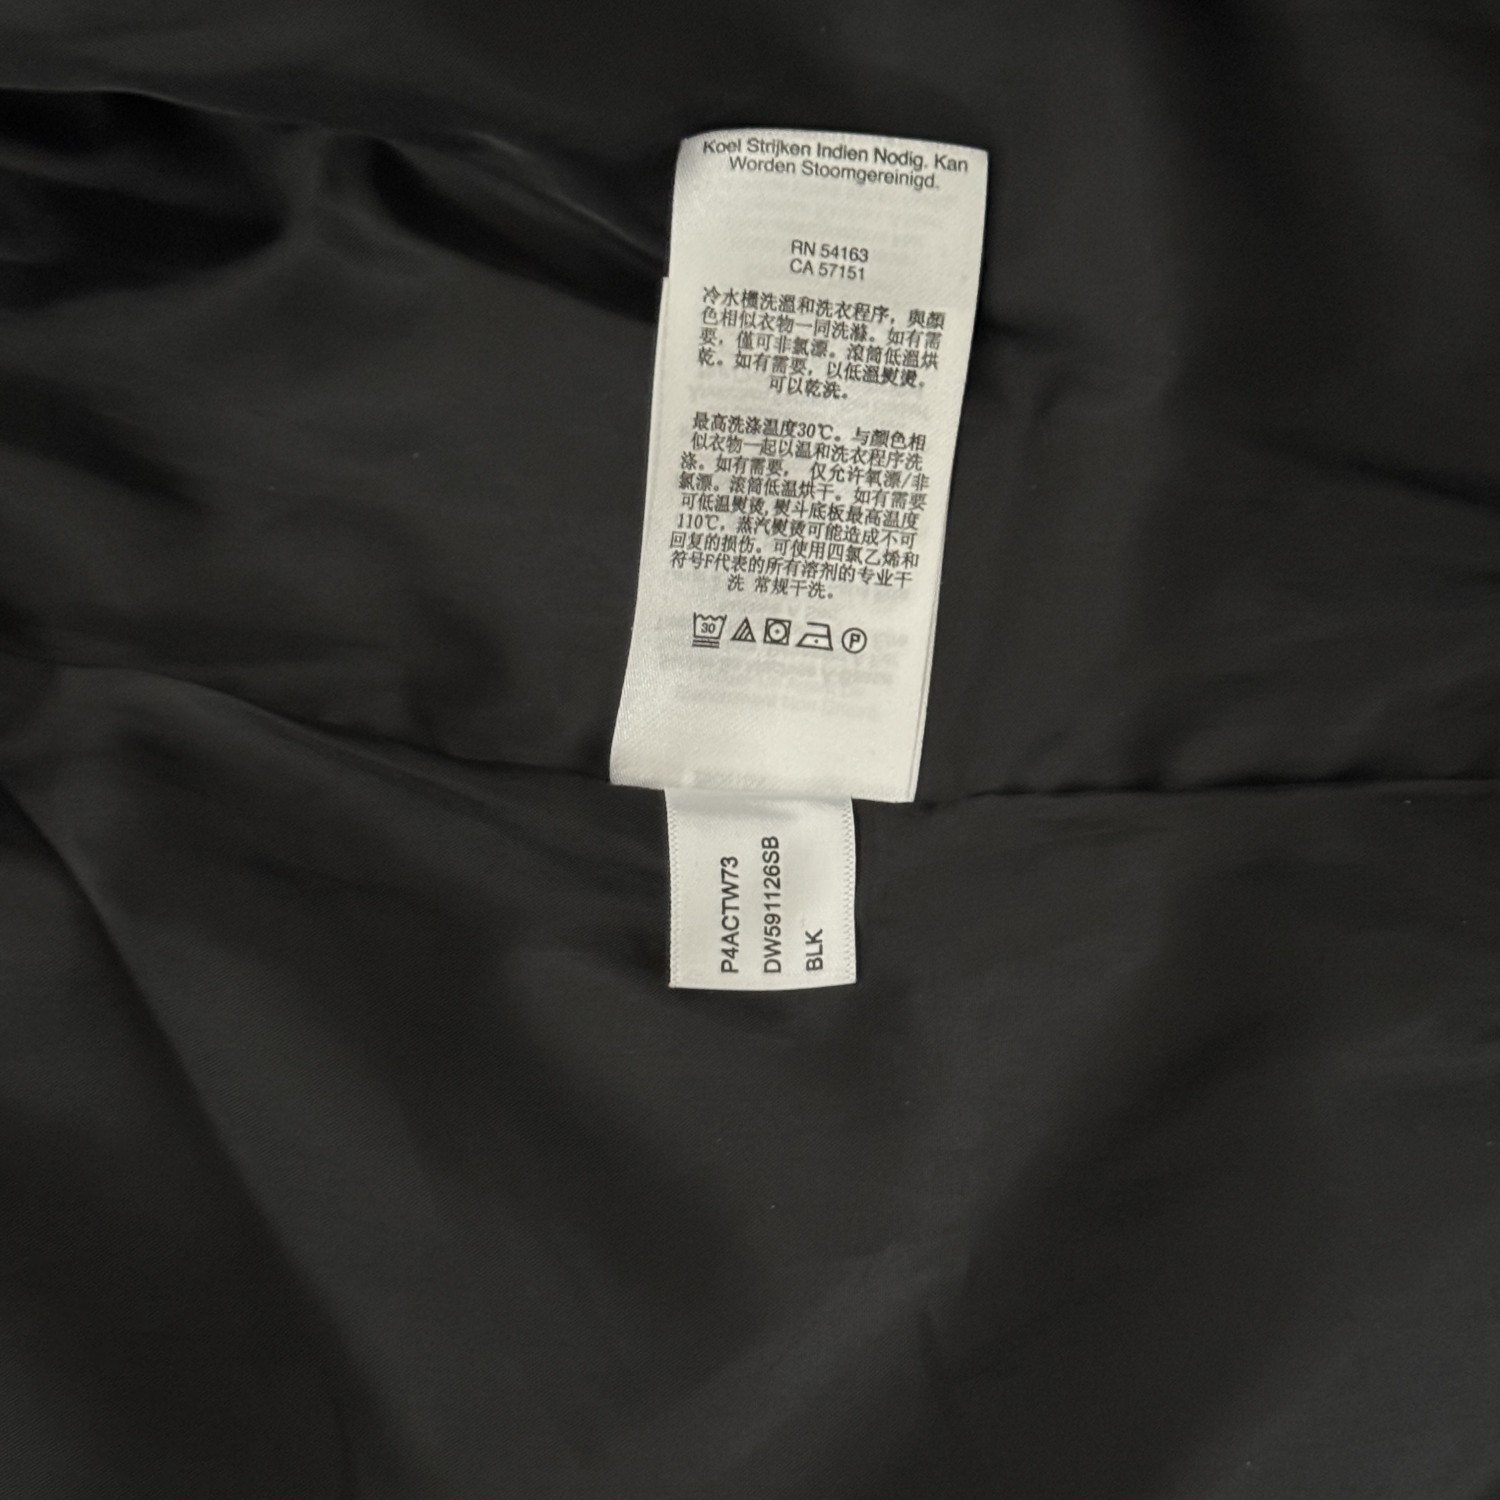 Koel Strijken Indien Nodig. Kan
Worden Stoomgereinigd.
RN 54163
CA 57151
冷水機洗溫和洗衣程序，與顏
色相似衣物一同洗滌。如有需
要，僅可非氯漂。滾筒低溫烘
乾。如有需要，以低溫熨燙。
可以乾洗。
最高洗涤温度30℃。与颜色相
似衣物一起以温和洗衣程序洗
涤。如有需要， 仅允许氧漂/非
氯漂。滚筒低温烘干。如有需要
可低温熨烫,熨斗底板最高温度
110℃，蒸汽熨烫可能造成不可
回复的损伤。可使用四氯乙烯和
符号F代表的所有溶剂的专业干
洗 常规干洗。
30 P
P4ACTW73
DW591126SB
BLK